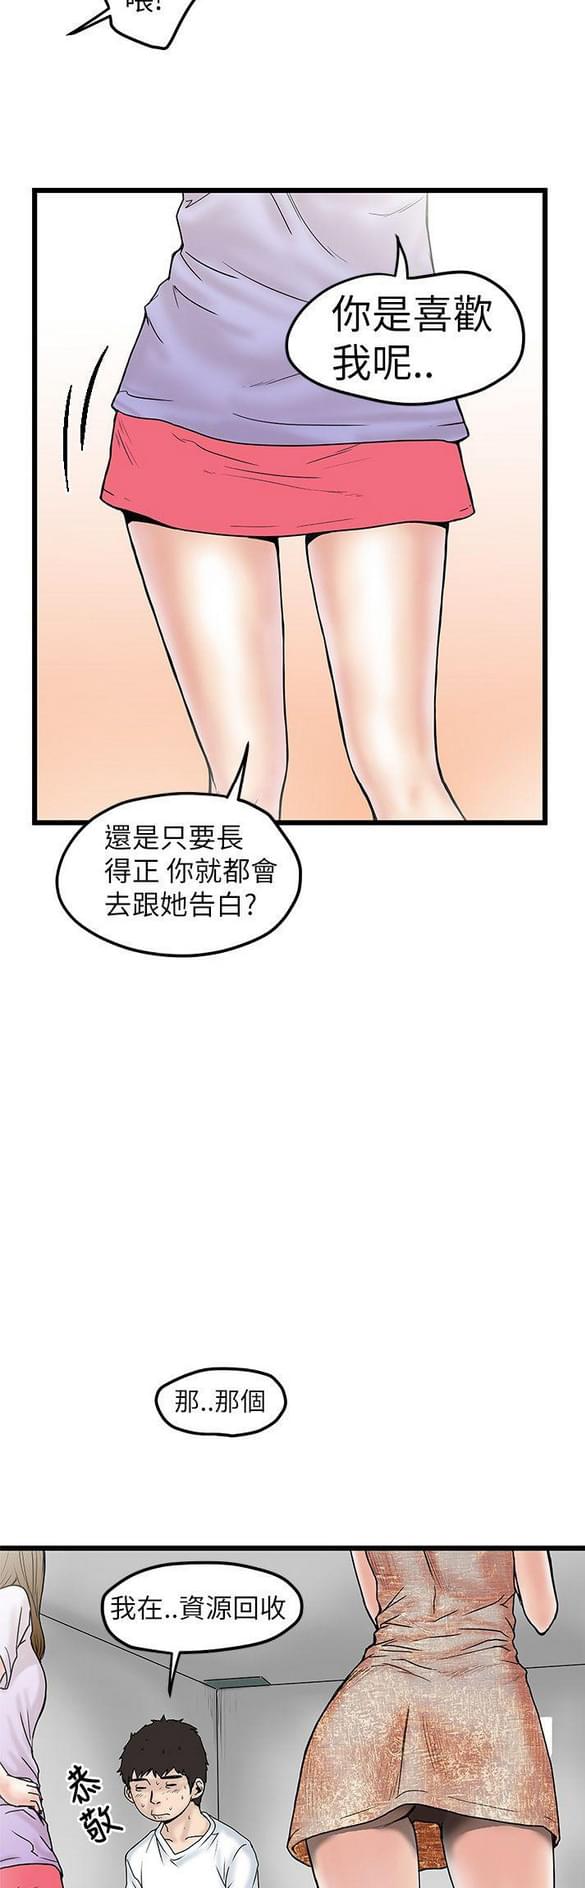 喂!
你是喜歡
我呢..
還是只要長
得正 你就都會
去跟她告白?
那..那個
我在..資源回收
恭
敬